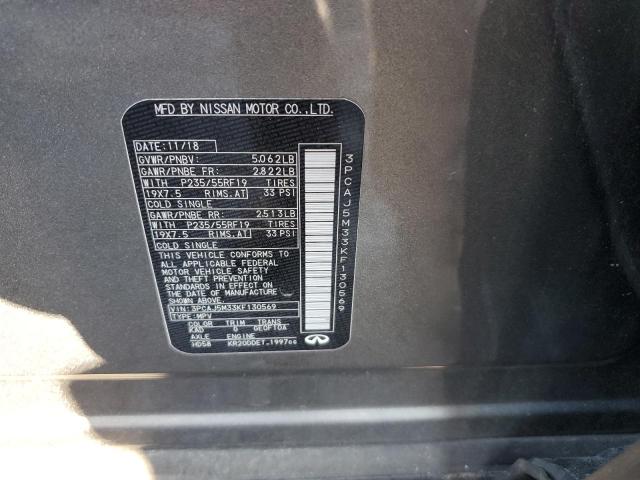 MFD BY NISSAN MOTOR CO.,LTD.
DATE:11/18
GVWR/PNBV: 5.062LB
GAWR/PNBE FR: 2.822LB
WITH P235/55RF19 TIRES
19X7.5 RIMS.AT 33 PSI
COLD SINGLE
GAWR/PNBE.RR: 2.513LB
WITH P235/55RF19 TIRES
19X7.5 RIMS.AT 33 PSI
COLD SINGLE
THIS VEHICLE CONFORMS TO
ALL APPLICABLE FEDERAL
MOTOR VEHICLE SAFETY
AND THEFT PREVENTION
STANDARDS IN EFFECT ON
THE DATE OF MANUFACTURE
SHOWN ABOVE.
VIN:3PCAJ5M33KF130569
TYPE:MPV
COLOR TRIM TRANS
KAD G GE0F10A
AXLE ENGINE
HD58 KR20DDET 1997cc
3PCAJ5M33KF130569